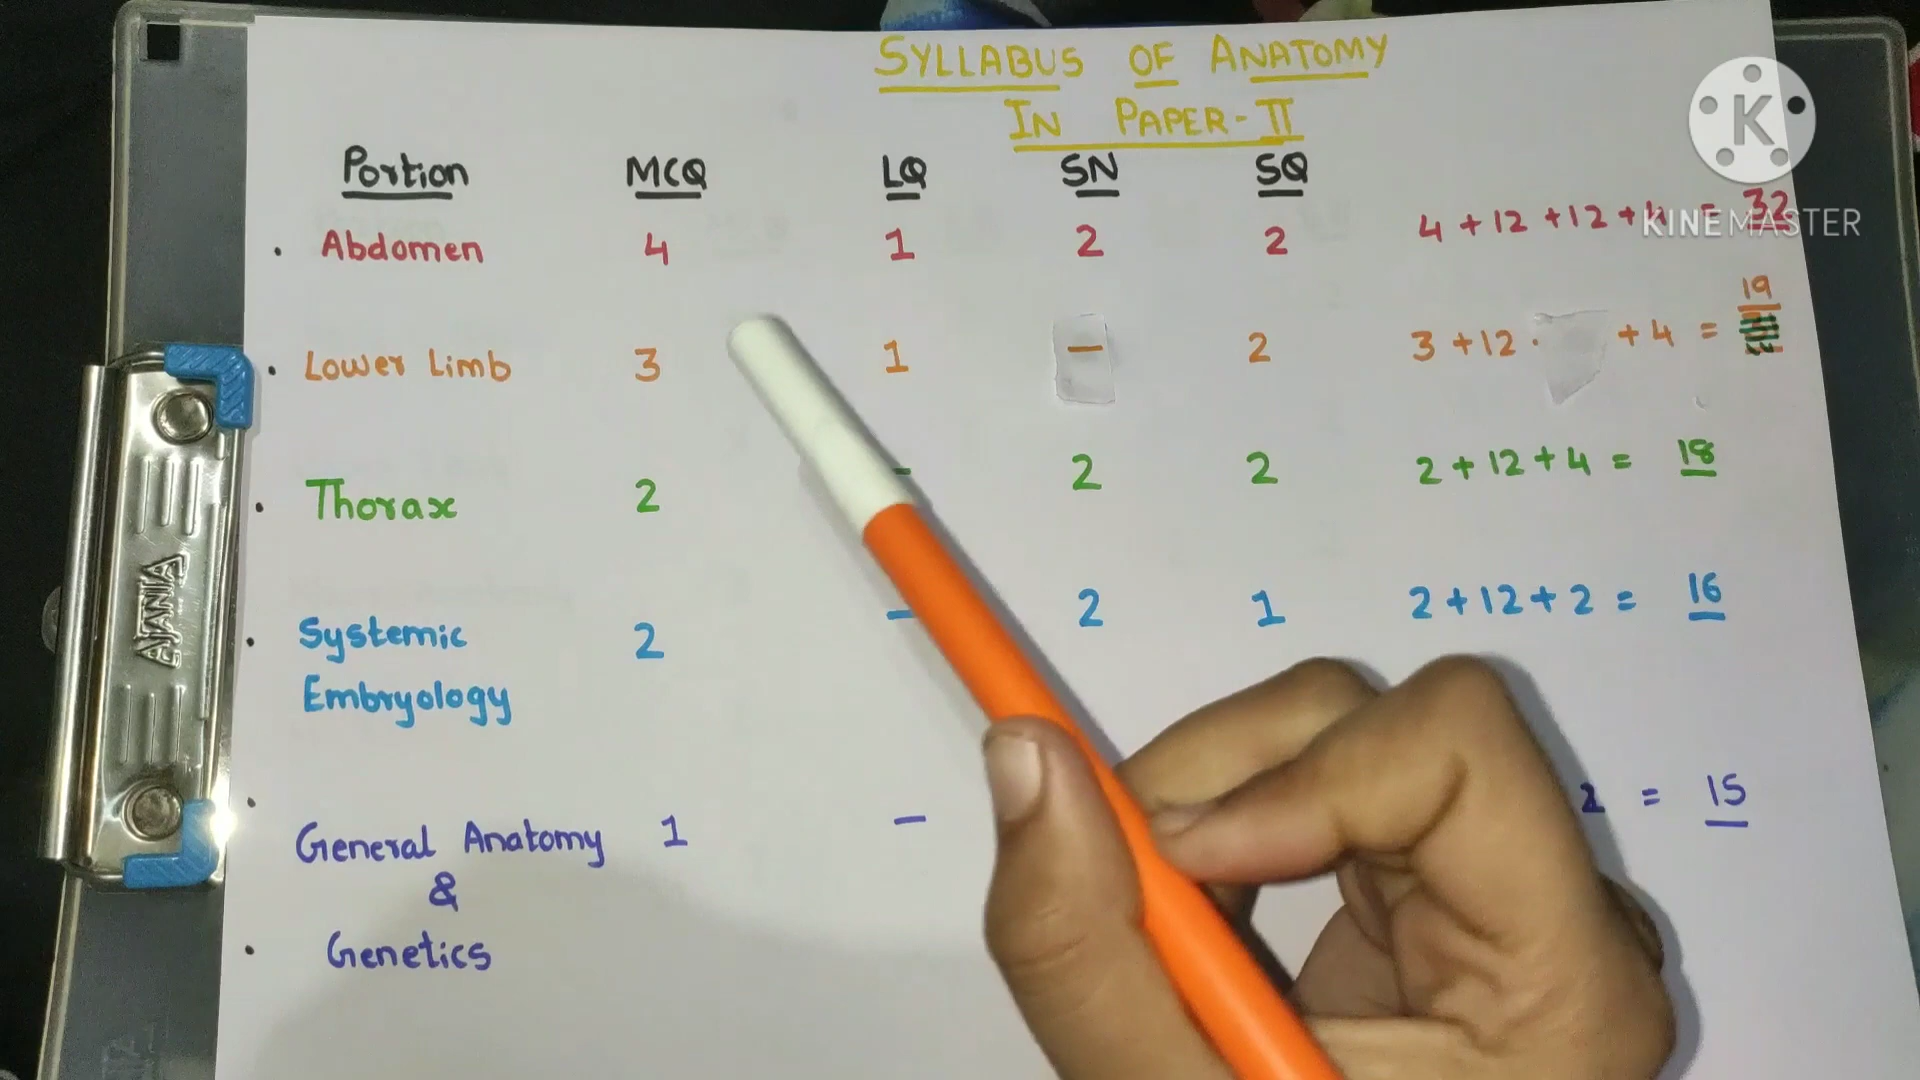 SYLLABUS OF ANATOMY
IN PAPER-II
Portion MCQ LQ SN SQ
• Abdomen 4 1 2 2 4 + 12 + 12 + 4 = 32
• Lower Limb 3 1 – 2 3 + 12 + 4 = 19
• Thorax 2 - 2 2 2 + 12 + 4 = 18
• Systemic Embryology 2 – 2 1 2 + 12 + 2 = 16
• General Anatomy 1 – 2 = 15
&
• Genetics
K
KINEMASTER
AJANTA